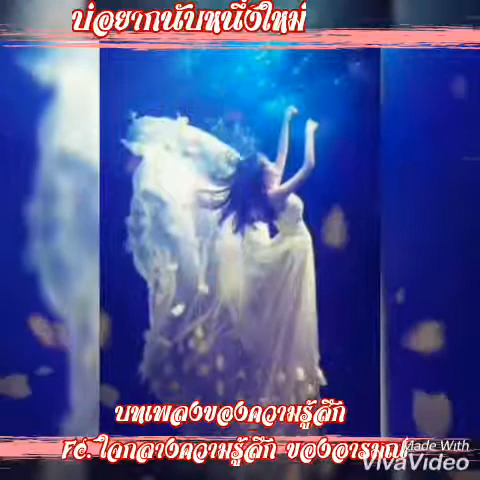 บ่อยากนับหนึ่งใหม่
บทเพลงของความรู้สึก
Fc. ใจกลางความรู้สึก ของอารมณ์
Made With
VivaVideo